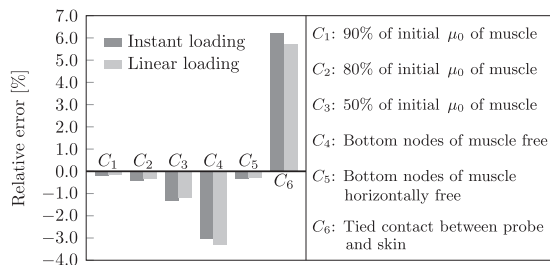 Relative error [%]
7.0
6.0
5.0
4.0
3.0
2.0
1.0
0.0
−1.0
−2.0
−3.0
−4.0
Instant loading
Linear loading
C₁
C₂
C₃
C₄
C₅
C₆
C₁: 90% of initial μ₀ of muscle
C₂: 80% of initial μ₀ of muscle
C₃: 50% of initial μ₀ of muscle
C₄: Bottom nodes of muscle free
C₅: Bottom nodes of muscle
horizontally free
C₆: Tied contact between probe
and skin